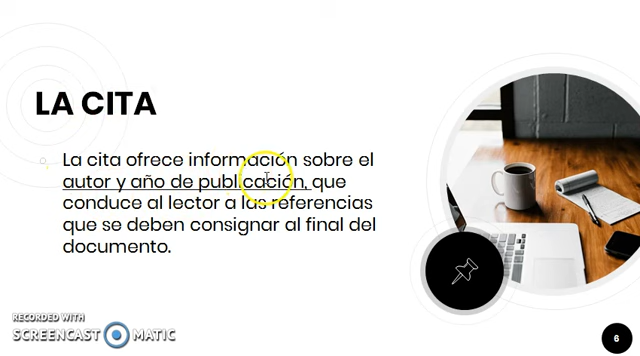 LA CITA
La cita ofrece información sobre el
autor y año de publicación, que
conduce al lector a las referencias
que se deben consignar al final del
documento.
RECORDED WITH
SCREENCAST MATIC
6